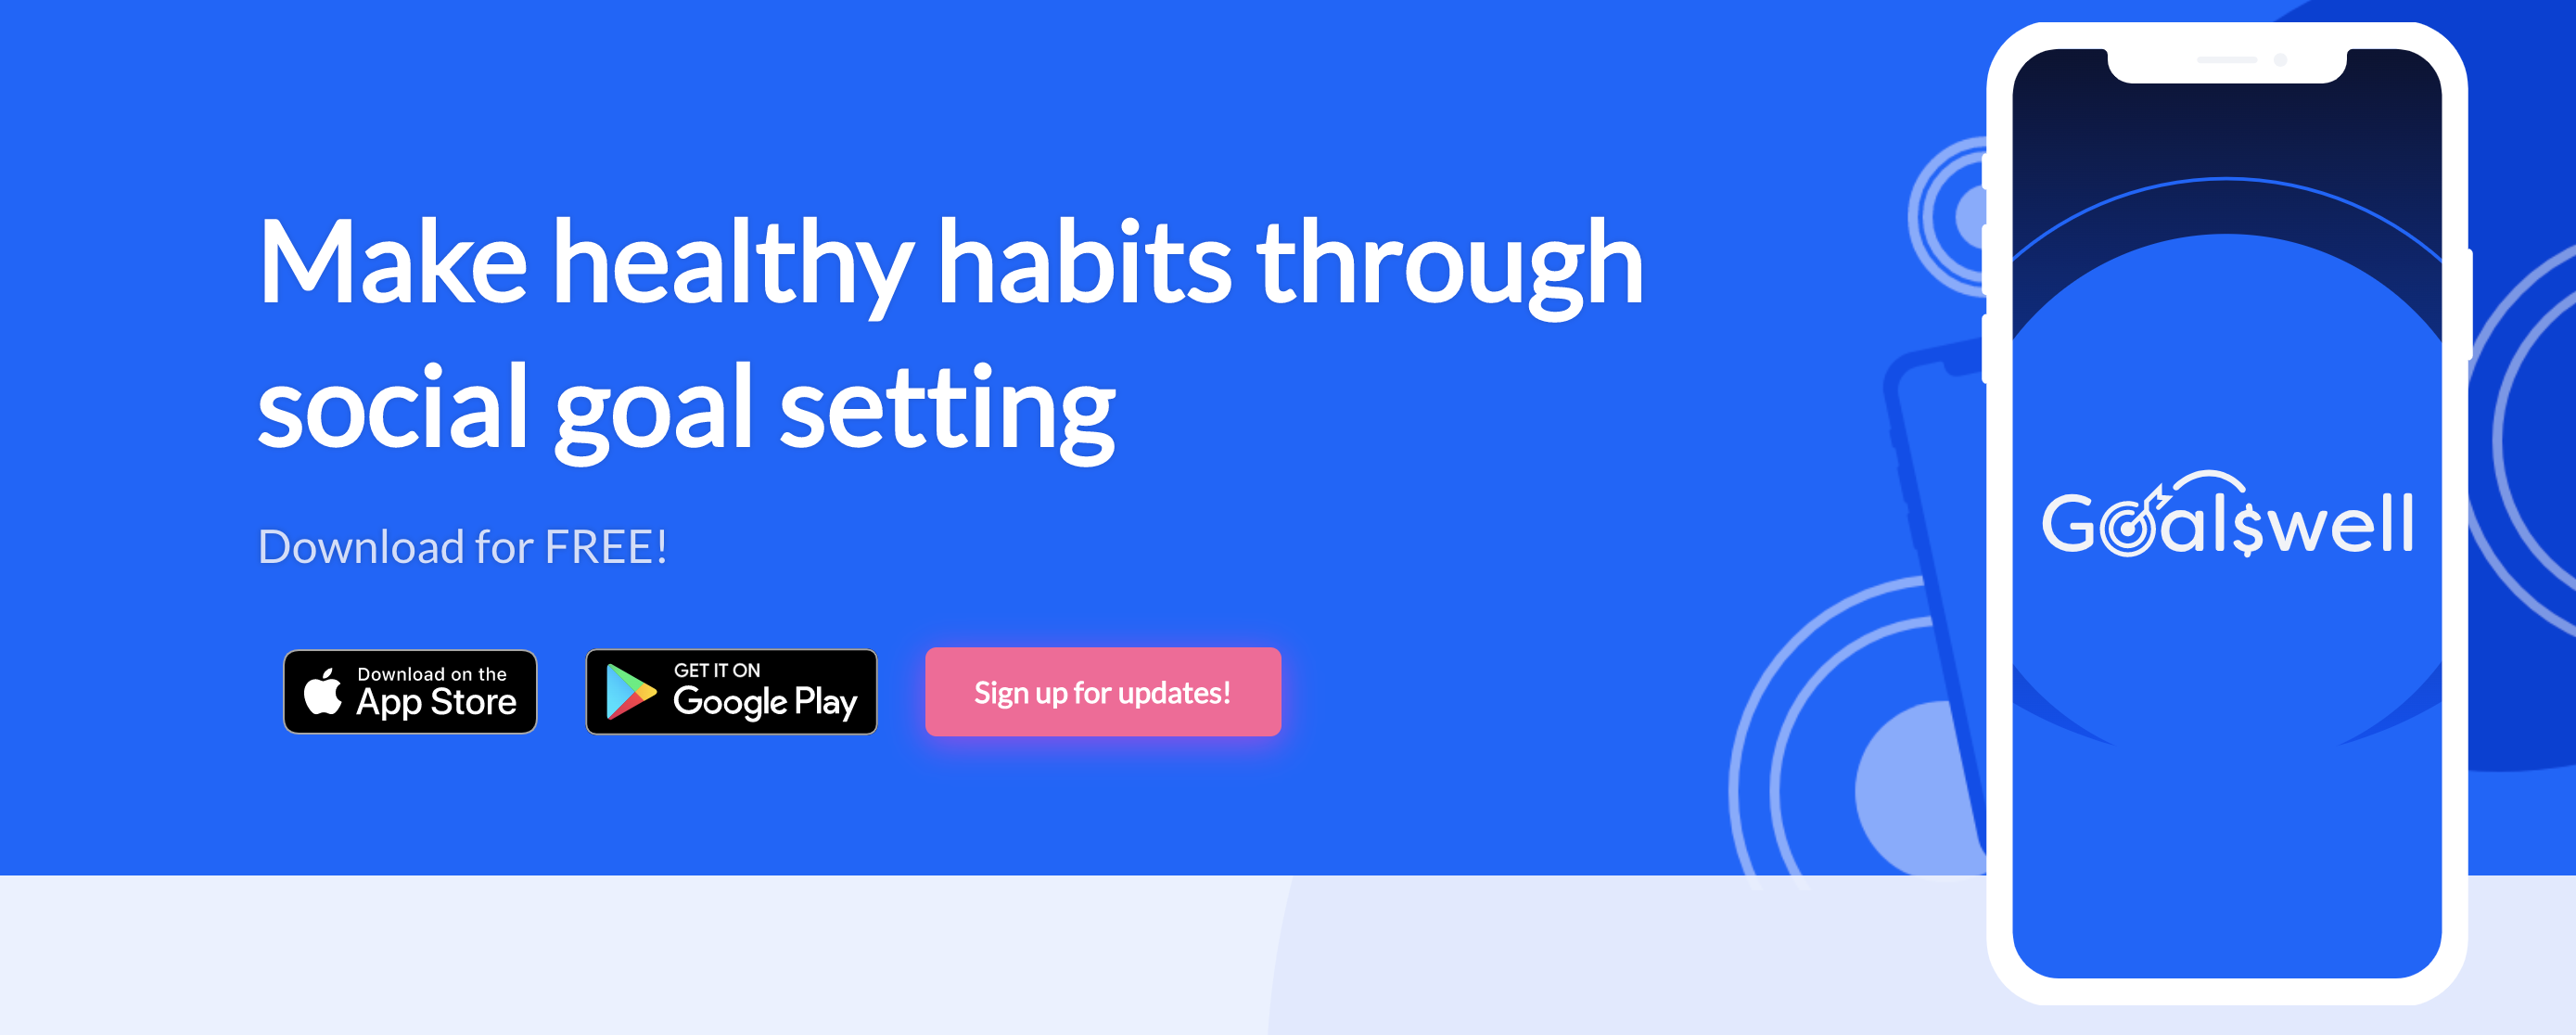 Make healthy habits through
social goal setting
Download for FREE!
Download on the
App Store
GET IT ON
Google Play
Sign up for updates!
Goal$well